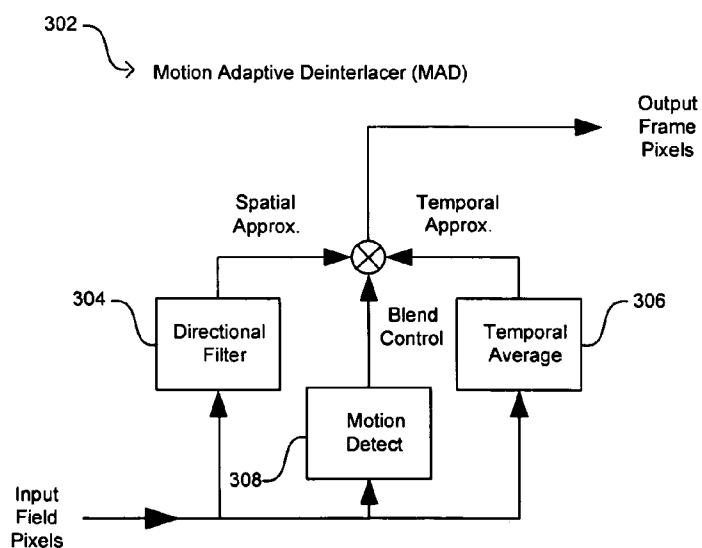 302
Motion Adaptive Deinterlacer (MAD)
Output
Frame
Pixels
Spatial
Approx.
Temporal
Approx.
304
Directional
Filter
Blend
Control
306
Temporal
Average
Motion
Detect
308
Input
Field
Pixels